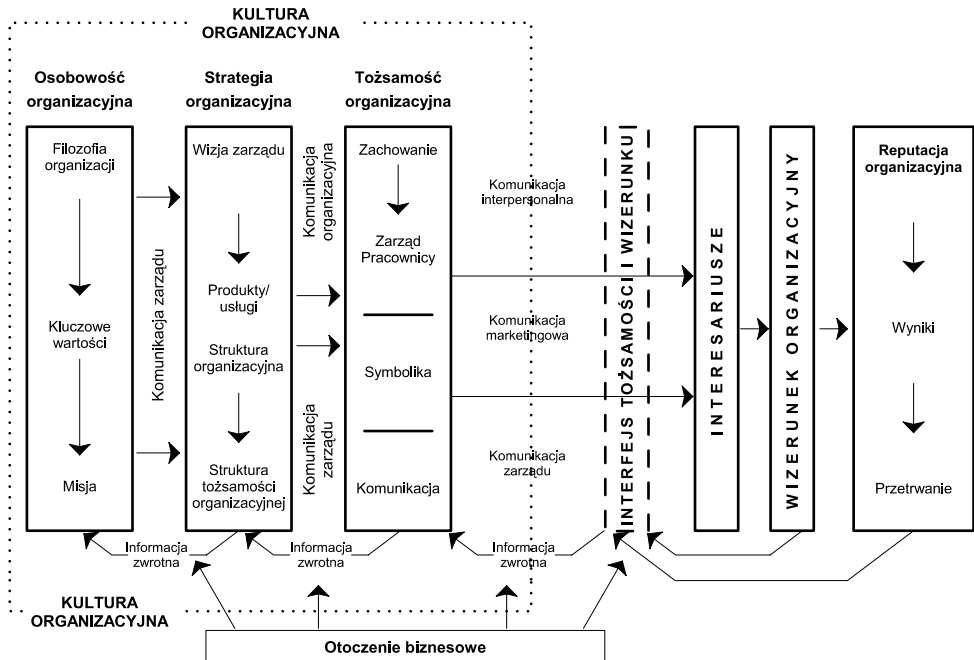 KULTURA
ORGANIZACYJNA
Osobowość
organizacyjna
Strategia
organizacyjna
Tożsamość
organizacyjna
Filozofia
organizacji
Kluczowe
wartości
Misja
Komunikacja zarządu
Wizja zarządu
Produkty/
usługi
Struktura
organizacyjna
Struktura
tożsamości
organizacyjnej
Komunikacja
organizacyjna
Komunikacja
zarządu
Zachowanie
Zarząd
Pracownicy
Symbolika
Komunikacja
Komunikacja
interpersonalna
Komunikacja
marketingowa
Komunikacja
zarządu
INTERFEJS TOŻSAMOŚCI I WIZERUNKU
INTERESARIUSZE
WIZERUNEK ORGANIZACYJNY
Reputacja
organizacyjna
Wyniki
Przetrwanie
Informacja
zwrotna
Informacja
zwrotna
Informacja
zwrotna
KULTURA
ORGANIZACYJNA
Otoczenie biznesowe